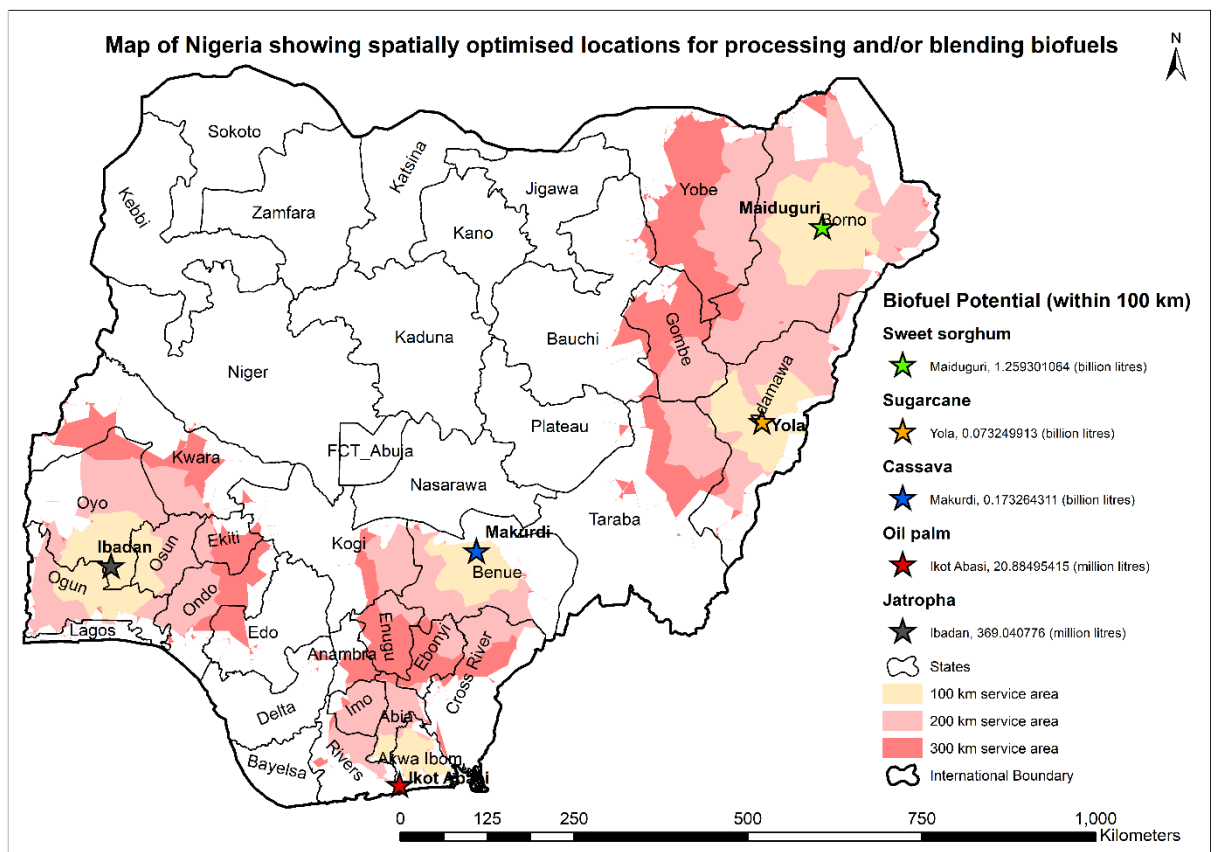 Map of Nigeria showing spatially optimised locations for processing and/or blending biofuels
N
Sokoto
Kebbi
Zamfara
Katsina
Kano
Jigawa
Yobe
Maiduguri
Borno
Niger
Kaduna
Bauchi
Gombe
Adamawa
Yola
Plateau
FCT_Abuja
Nasarawa
Taraba
Kwara
Oyo
Ibadan
Osun
Ekiti
Ogun
Ondo
Lagos
Edo
Kogi
Makurdi
Benue
Enugu
Ebonyi
Anambra
Cross River
Imo
Abia
Delta
Rivers
Akwa Ibom
Bayelsa
Ikot Abasi
Biofuel Potential (within 100 km)
Sweet sorghum
Maiduguri, 1.259301064 (billion litres)
Sugarcane
Yola, 0.073249913 (billion litres)
Cassava
Makurdi, 0.173264311 (billion litres)
Oil palm
Ikot Abasi, 20.88495415 (million litres)
Jatropha
Ibadan, 369.040776 (million litres)
States
100 km service area
200 km service area
300 km service area
International Boundary
0 125 250 500 750 1,000
Kilometers